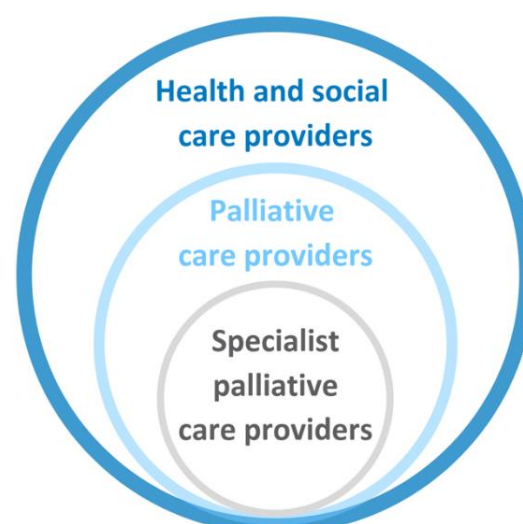 Health and social
care providers
Palliative
care providers
Specialist
palliative
care providers